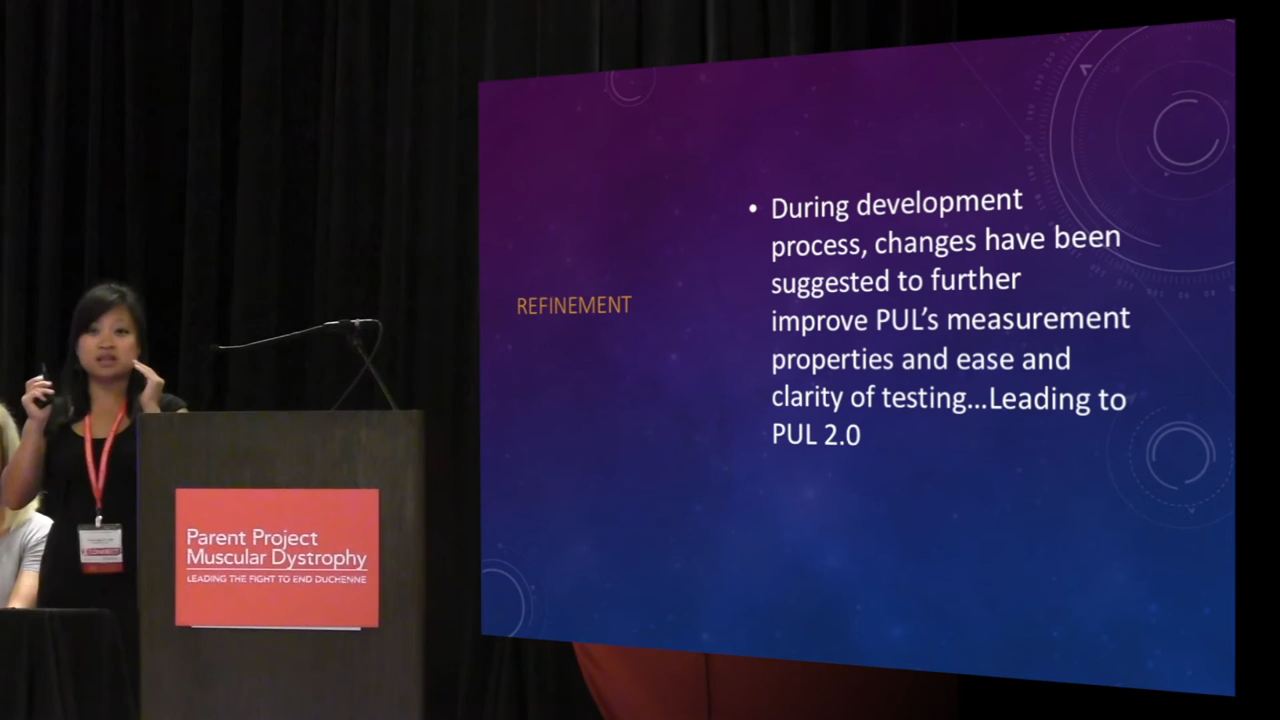 REFINEMENT
• During development
process, changes have been
suggested to further
improve PUL’s measurement
properties and ease and
clarity of testing...Leading to
PUL 2.0
Parent Project
Muscular Dystrophy
LEADING THE FIGHT TO END DUCHENNE